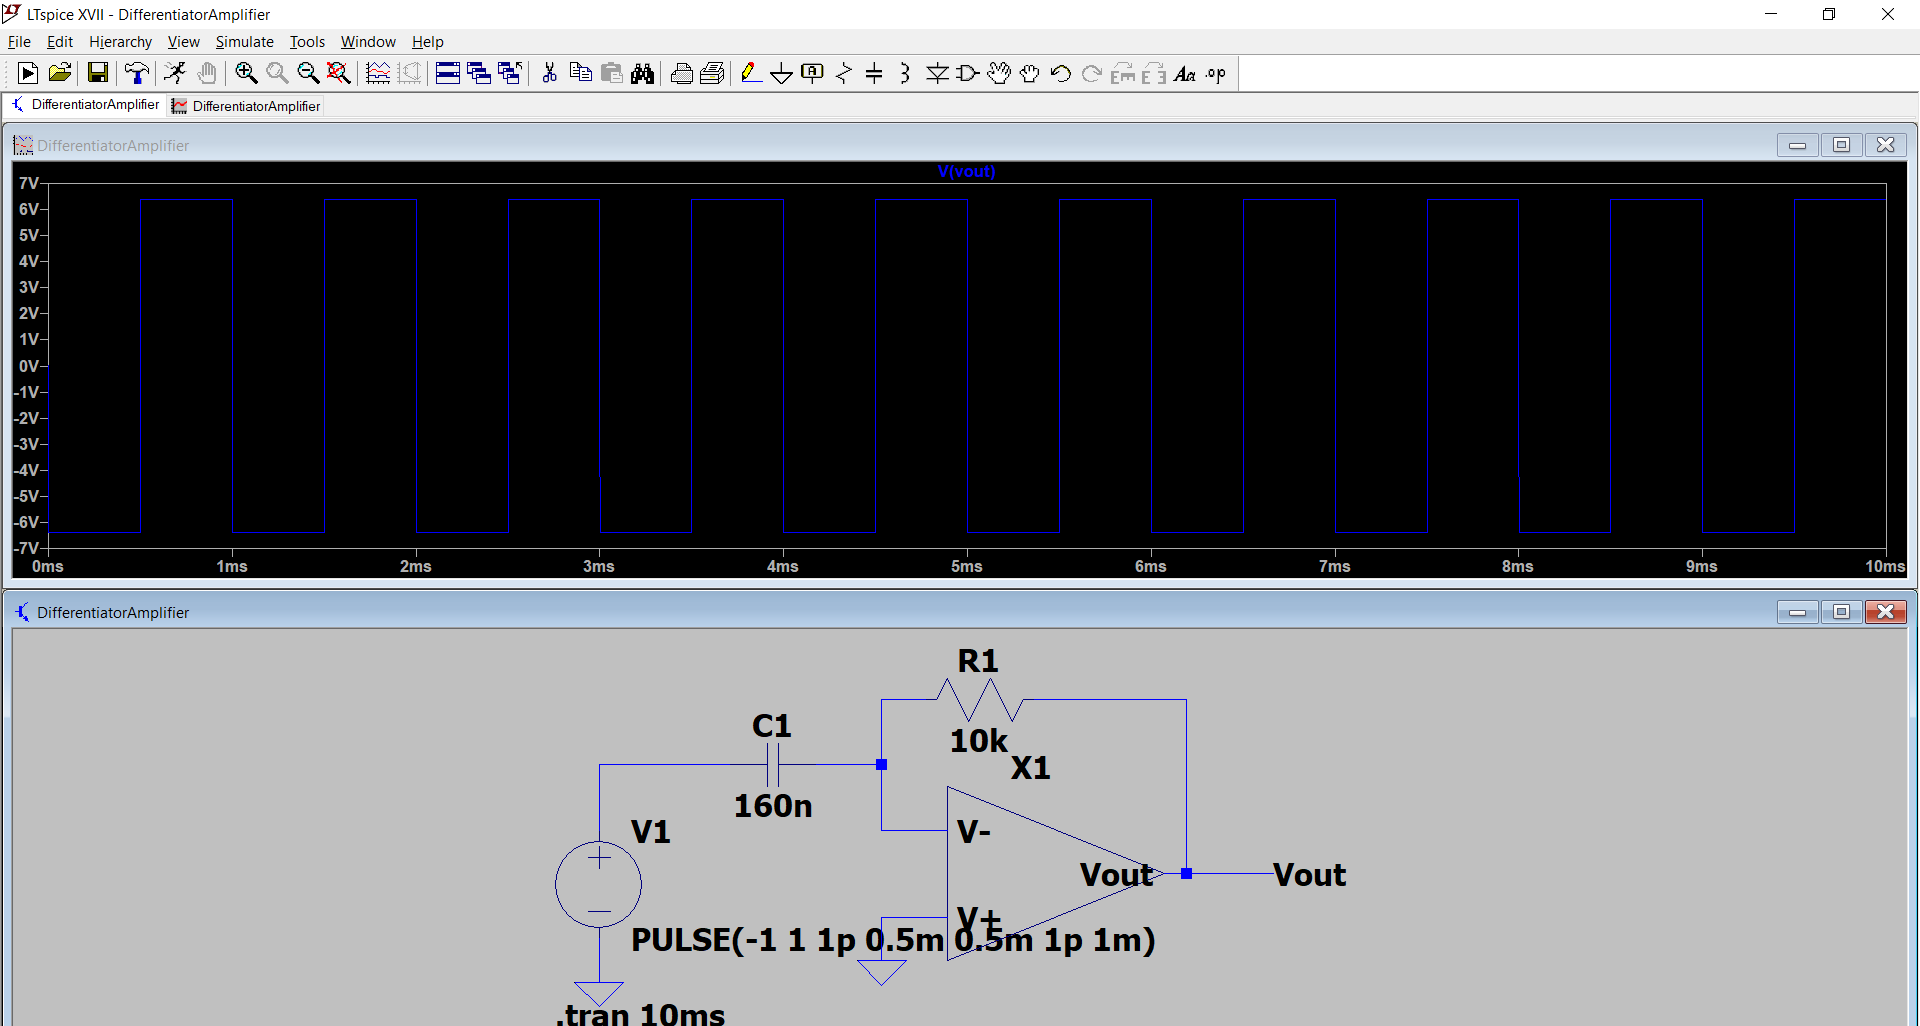 LTspice XVII - DifferentiatorAmplifier
File Edit Hierarchy View Simulate Tools Window Help
A Aa .op
DifferentiatorAmplifier DifferentiatorAmplifier
DifferentiatorAmplifier
V(vout)
7V
6V
5V
4V
3V
2V
1V
0V
-1V
-2V
-3V
-4V
-5V
-6V
-7V
0ms 1ms 2ms 3ms 4ms 5ms 6ms 7ms 8ms 9ms 10ms
DifferentiatorAmplifier
R1
C1
10k
X1
160n
V1
V-
Vout Vout
V+
PULSE(-1 1 1p 0.5m 0.5m 1p 1m)
.tran 10ms